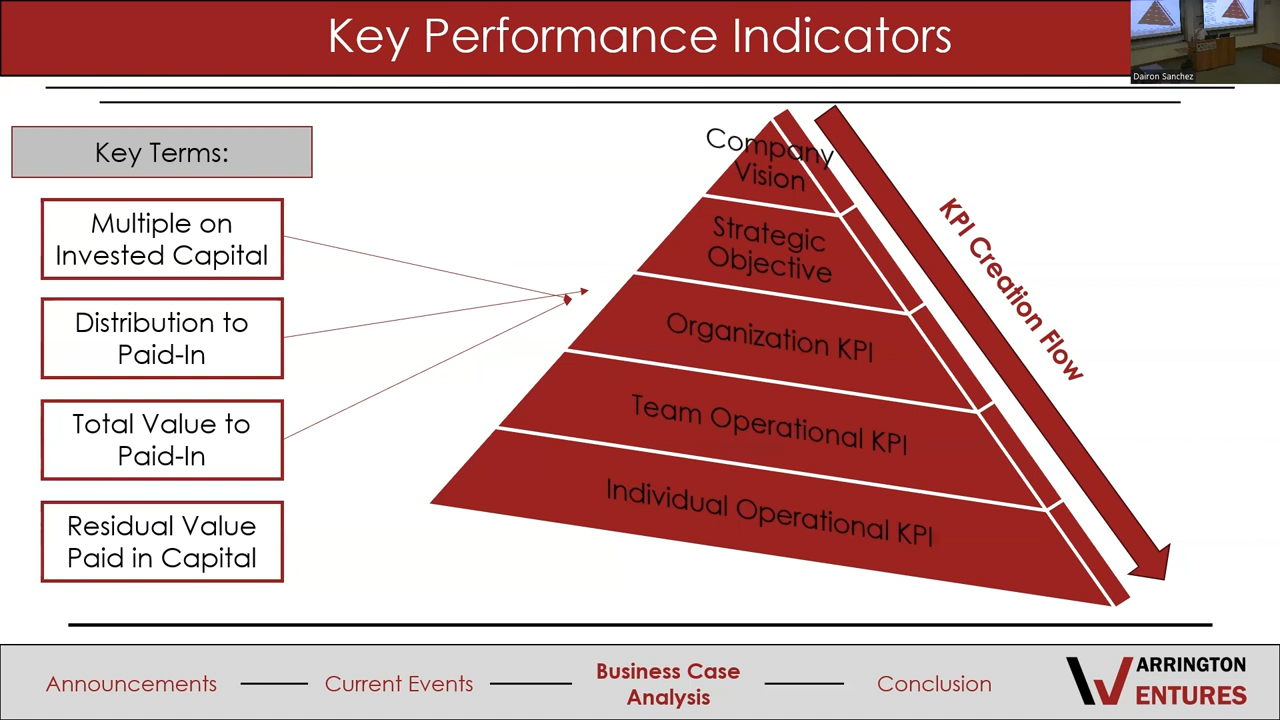 Key Performance Indicators
Dairon Sanchez
Key Terms:
Multiple on
Invested Capital
Distribution to
Paid-In
Total Value to
Paid-In
Residual Value
Paid in Capital
Company
Vision
Strategic
Objective
Organization KPI
Team Operational KPI
Individual Operational KPI
KPI Creation Flow
Announcements
Current Events
Business Case
Analysis
Conclusion
WARRINGTON
VENTURES